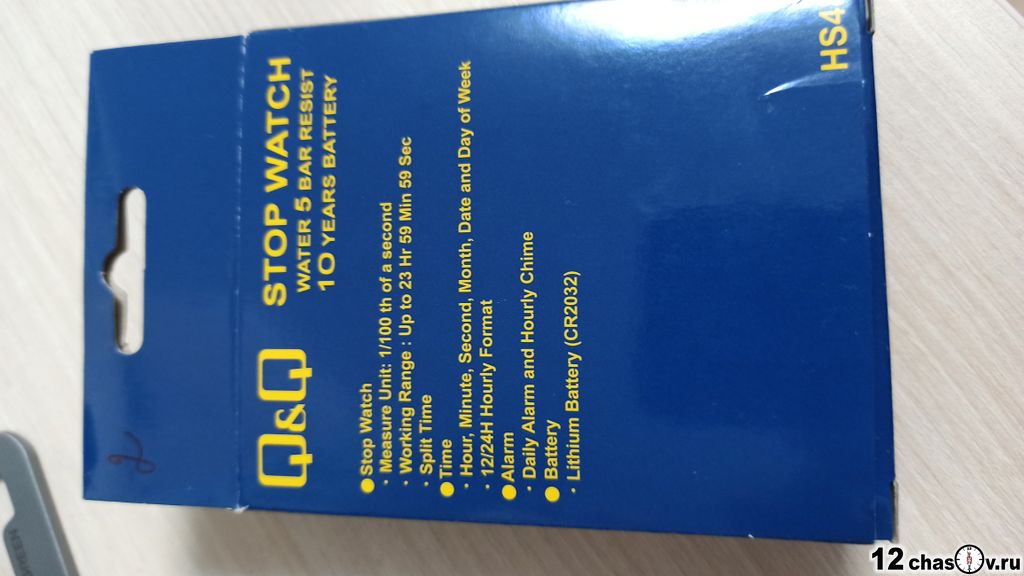 Q&Q
STOP WATCH
WATER 5 BAR RESIST
10 YEARS BATTERY
●Stop Watch
· Measure Unit: 1/100 th of a second
· Working Range : Up to 23 Hr 59 Min 59 Sec
· Split Time
●Time
· Hour, Minute, Second, Month, Date and Day of Week
· 12/24H Hourly Format
●Alarm
· Daily Alarm and Hourly Chime
● Battery
· Lithium Battery (CR2032)
HS4
12chasov.ru